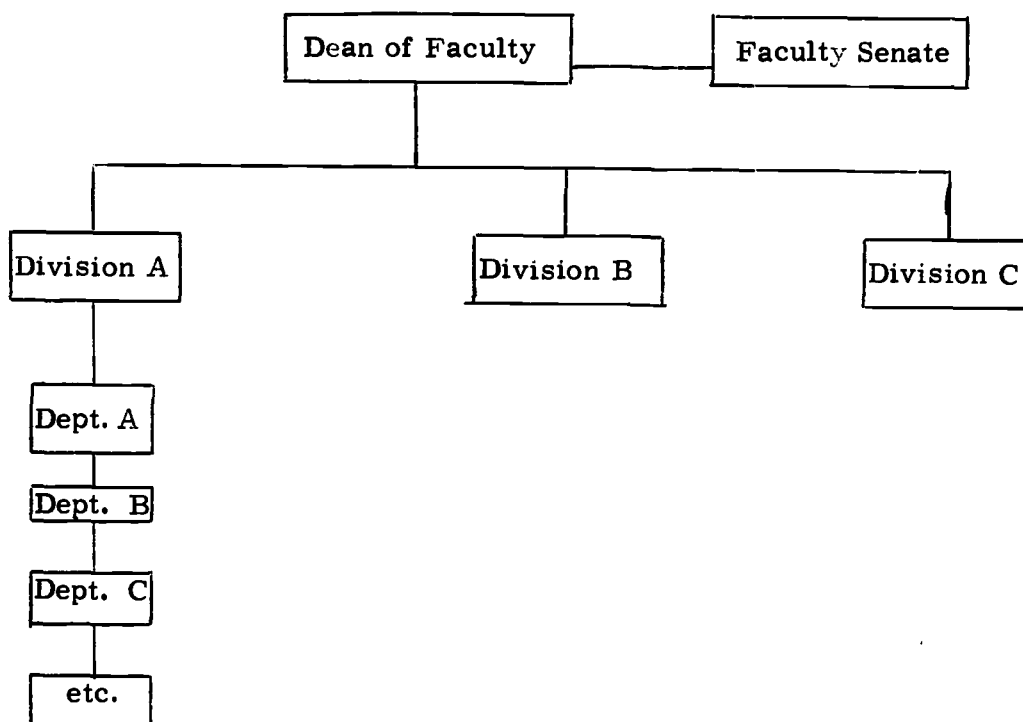 Dean of Faculty
Faculty Senate
Division A
Division B
Division C
Dept. A
Dept. B
Dept. C
etc.